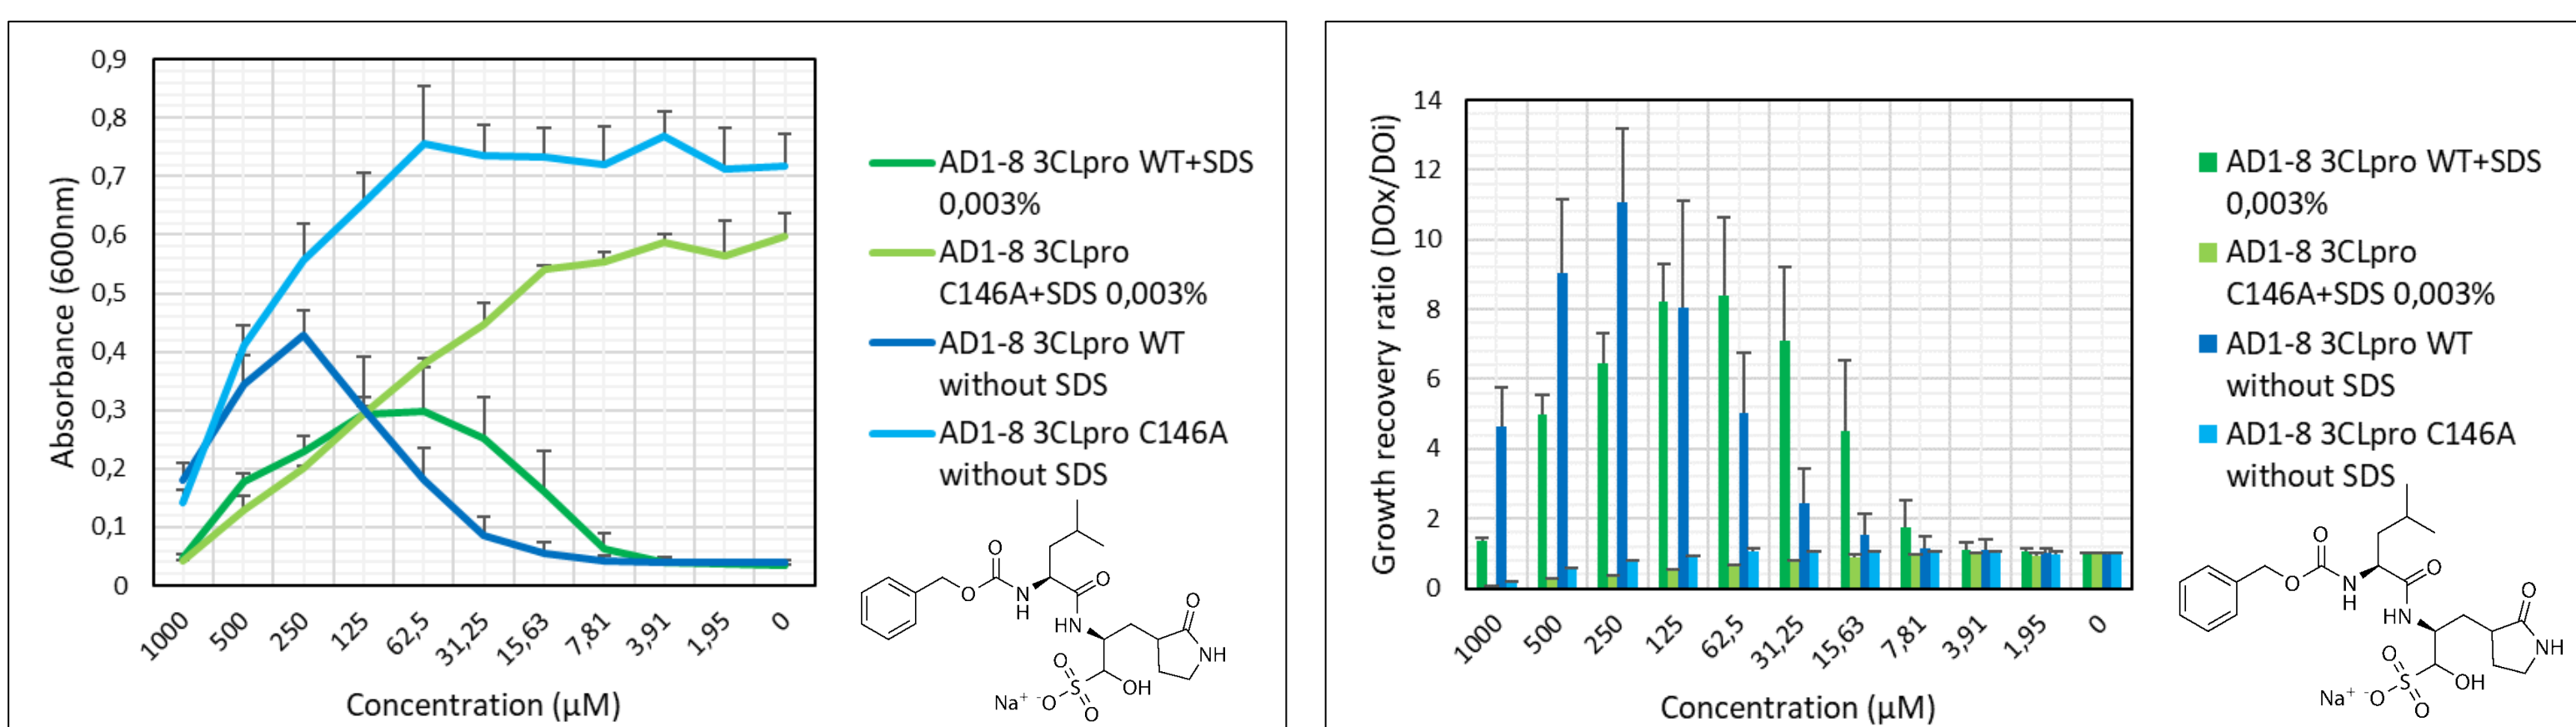 0,9
0,8
0,7
0,6
0,5
0,4
0,3
0,2
0,1
0
Absorbance (600nm)
1000
500
250
125
62,5
31,25
15,63
7,81
3,91
1,95
0
Concentration (µM)
AD1-8 3CLpro WT+SDS
0,003%
AD1-8 3CLpro
C146A+SDS 0,003%
AD1-8 3CLpro WT
without SDS
AD1-8 3CLpro C146A
without SDS
O
O
N
H
O
HN
O
NH
O
S
O
OH
Na⁺ ⁻O
14
12
10
8
6
4
2
0
Growth recovery ratio (DOx/DOi)
1000
500
250
125
62,5
31,25
15,63
7,81
3,91
1,95
0
Concentration (µM)
AD1-8 3CLpro WT+SDS
0,003%
AD1-8 3CLpro
C146A+SDS 0,003%
AD1-8 3CLpro WT
without SDS
AD1-8 3CLpro C146A
without SDS
O
O
N
H
O
HN
O
NH
O
S
O
OH
Na⁺ ⁻O